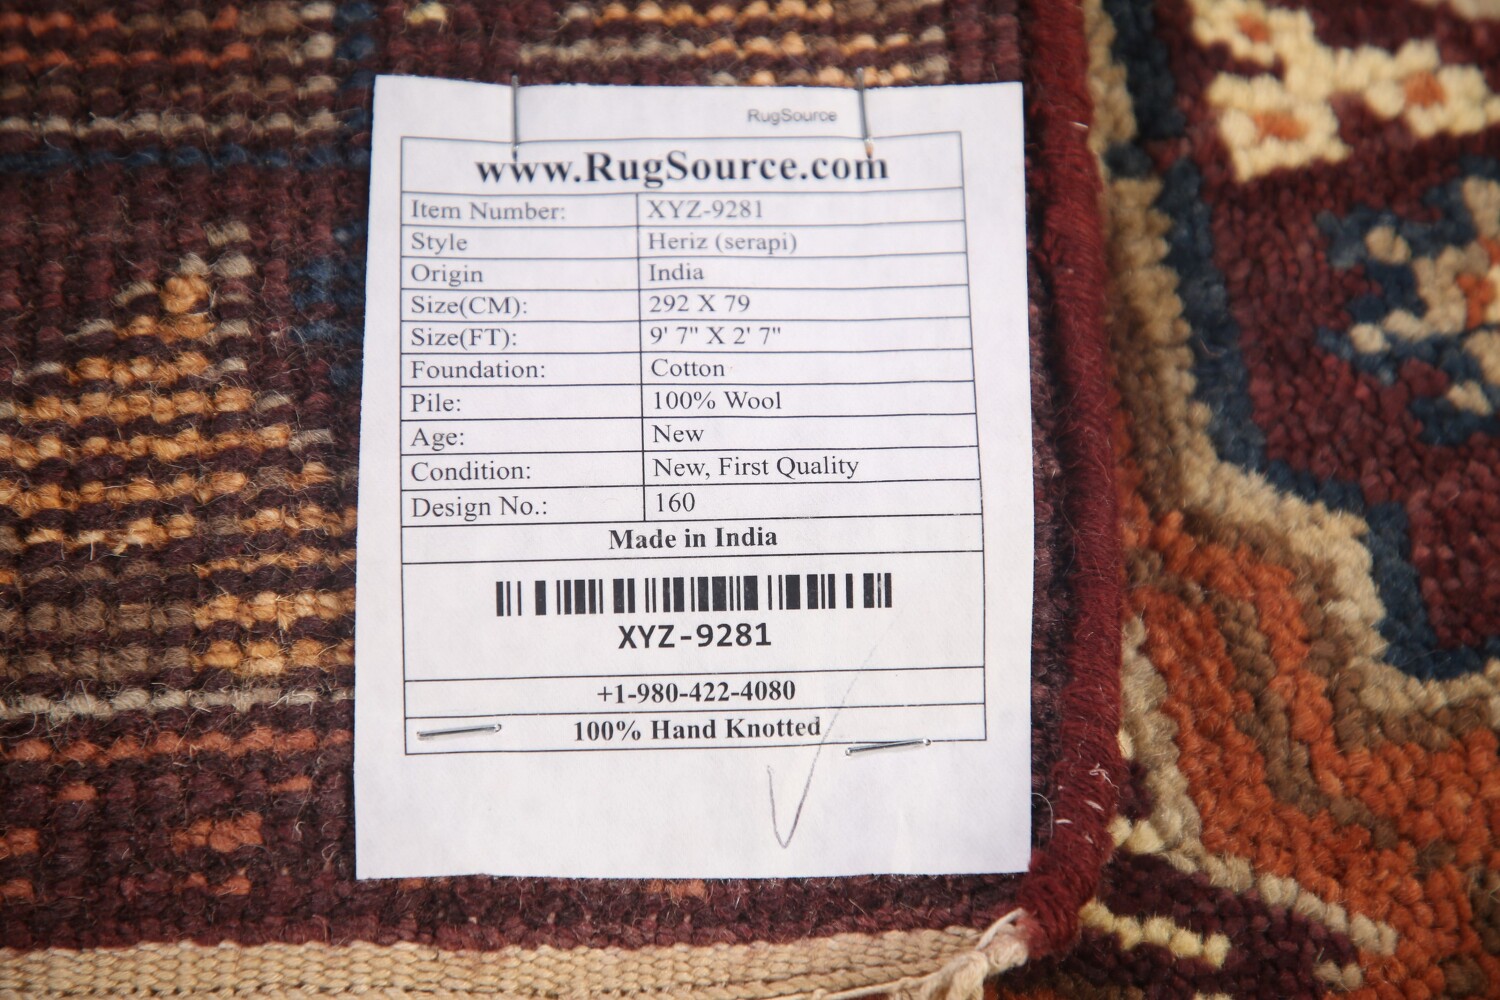 RugSource
www.RugSource.com
Item Number: XYZ-9281
Style Heriz (serapi)
Origin India
Size(CM): 292 X 79
Size(FT): 9' 7" X 2' 7"
Foundation: Cotton
Pile: 100% Wool
Age: New
Condition: New, First Quality
Design No.: 160
Made in India
XYZ-9281
+1-980-422-4080
100% Hand Knotted